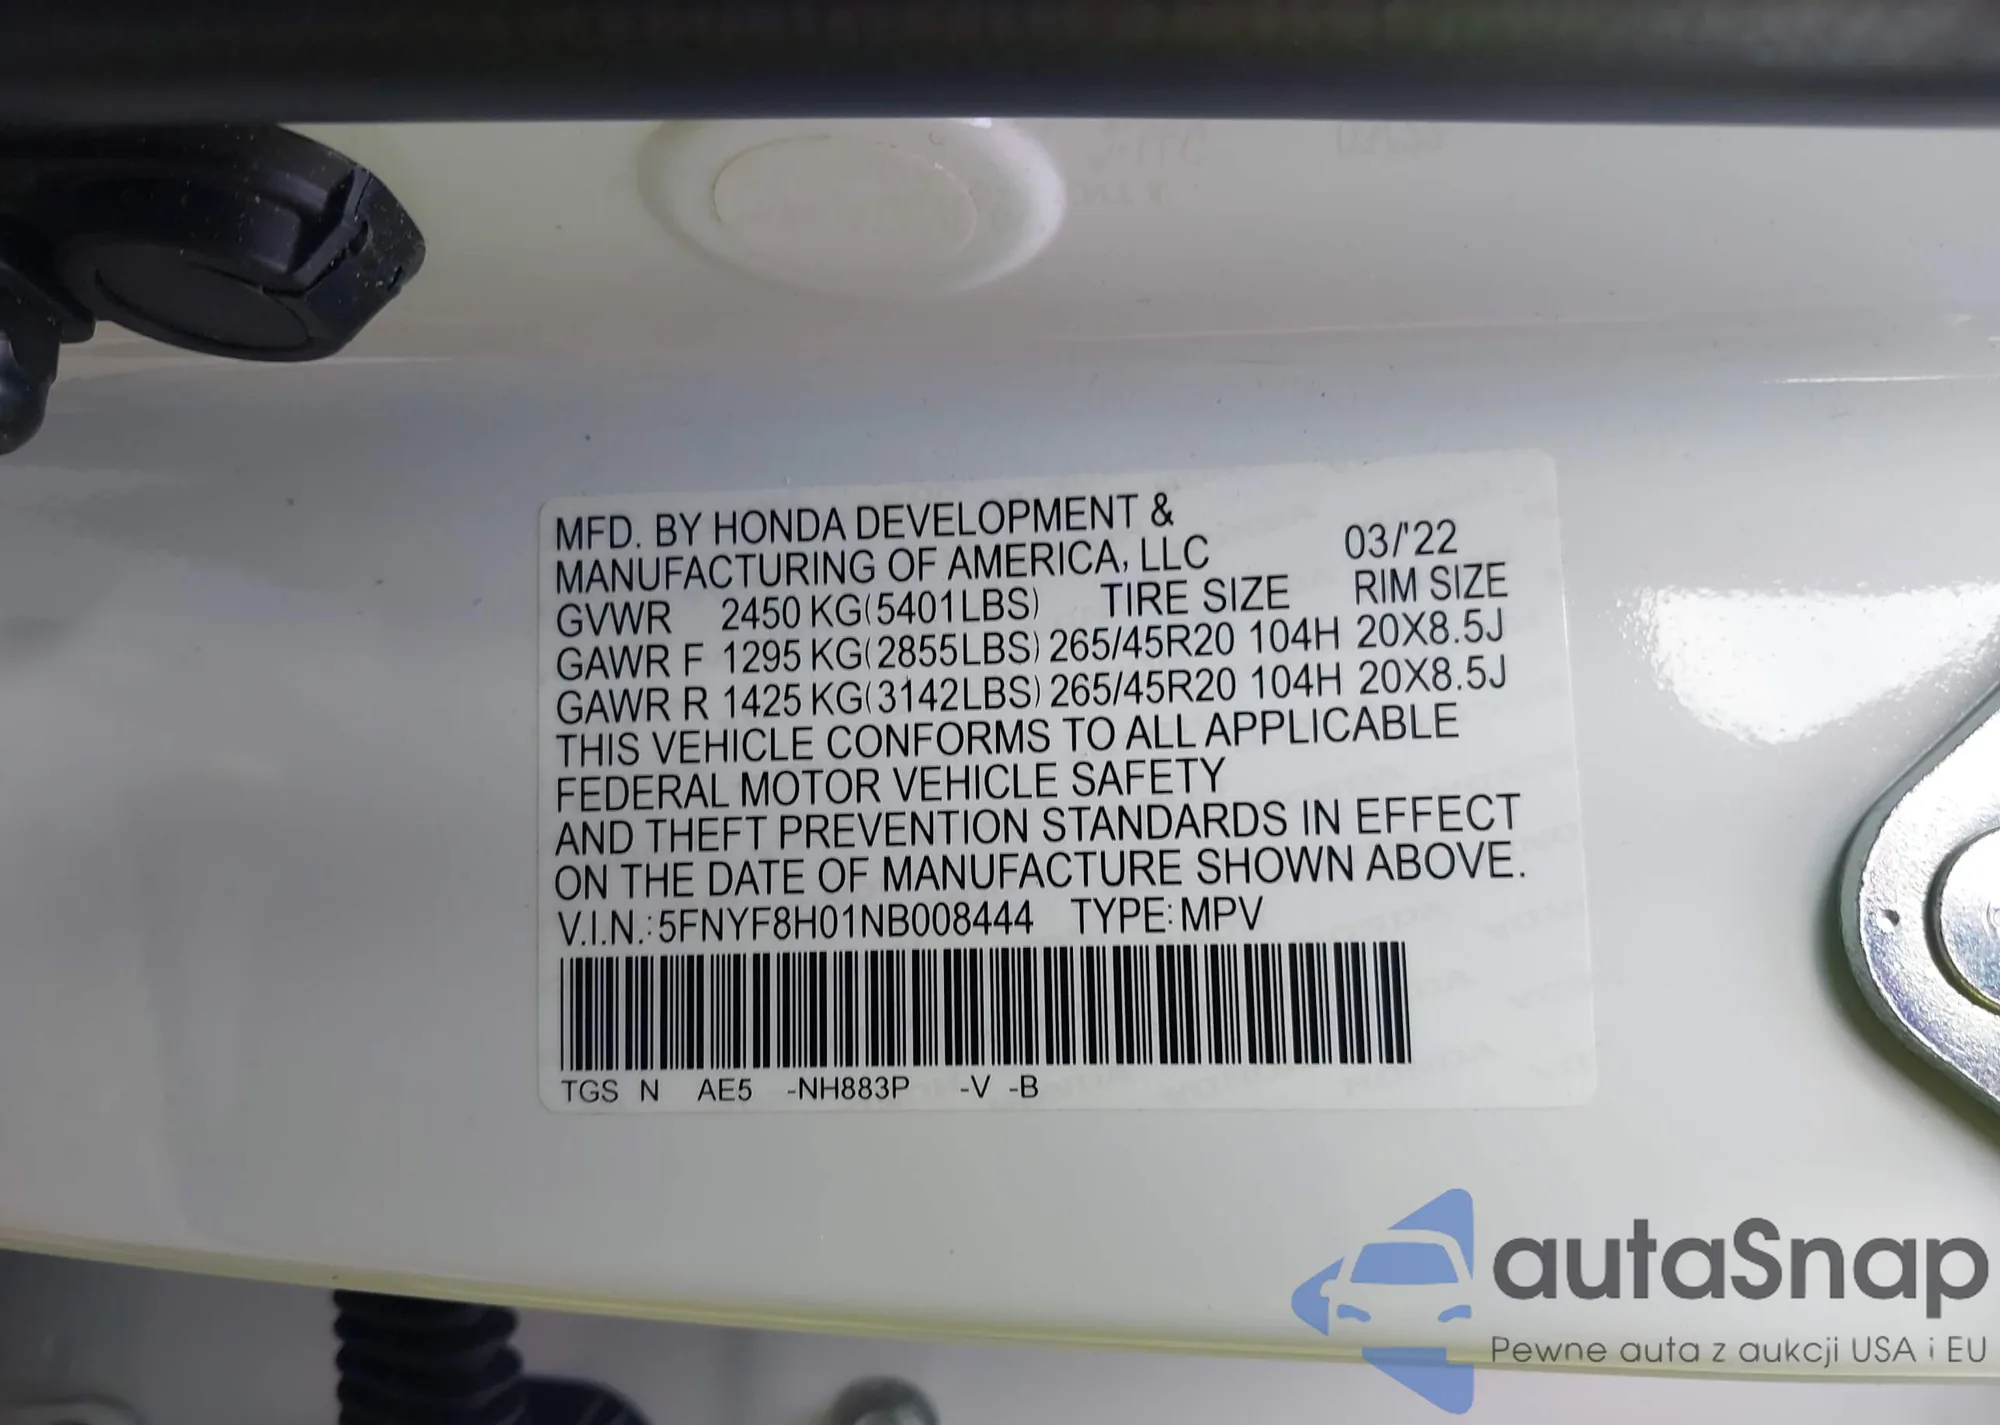 MFD. BY HONDA DEVELOPMENT &
MANUFACTURING OF AMERICA, LLC 03/'22
GVWR 2450 KG(5401LBS) TIRE SIZE RIM SIZE
GAWR F 1295 KG(2855LBS) 265/45R20 104H 20X8.5J
GAWR R 1425 KG(3142LBS) 265/45R20 104H 20X8.5J
THIS VEHICLE CONFORMS TO ALL APPLICABLE
FEDERAL MOTOR VEHICLE SAFETY
AND THEFT PREVENTION STANDARDS IN EFFECT
ON THE DATE OF MANUFACTURE SHOWN ABOVE.
V.I.N.:5FNYF8H01NB008444 TYPE:MPV
TGS N AE5 -NH883P -V -B
autaSnap
Pewne auta z aukcji USA i EU